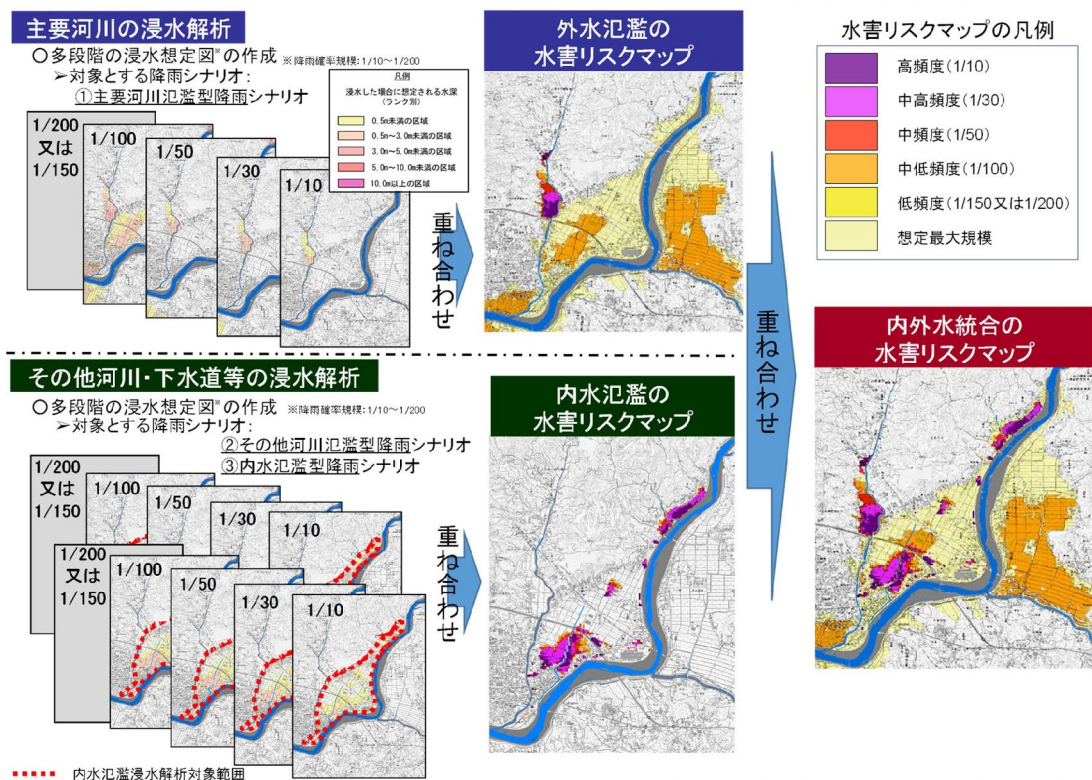 主要河川の浸水解析
○多段階の浸水想定図※の作成 ※降雨確率規模:1/10～1/200
➢対象とする降雨シナリオ:
①主要河川氾濫型降雨シナリオ
凡例
浸水した場合に想定される水深
(ランク別)
0.5m未満の区域
0.5m～3.0m未満の区域
3.0m～5.0m未満の区域
5.0m～10.0m未満の区域
10.0m以上の区域
1/200
又は
1/150
1/100
1/50
1/30
1/10
重ね合わせ
外水氾濫の
水害リスクマップ
その他河川・下水道等の浸水解析
○多段階の浸水想定図※の作成 ※降雨確率規模:1/10～1/200
➢対象とする降雨シナリオ:
②その他河川氾濫型降雨シナリオ
③内水氾濫型降雨シナリオ
1/200
又は
1/150
1/100
1/50
1/30
1/10
1/200
又は
1/150
1/100
1/50
1/30
1/10
内水氾濫浸水解析対象範囲
重ね合わせ
内水氾濫の
水害リスクマップ
重ね合わせ
水害リスクマップの凡例
高頻度(1/10)
中高頻度(1/30)
中頻度(1/50)
中低頻度(1/100)
低頻度(1/150又は1/200)
想定最大規模
内外水統合の
水害リスクマップ